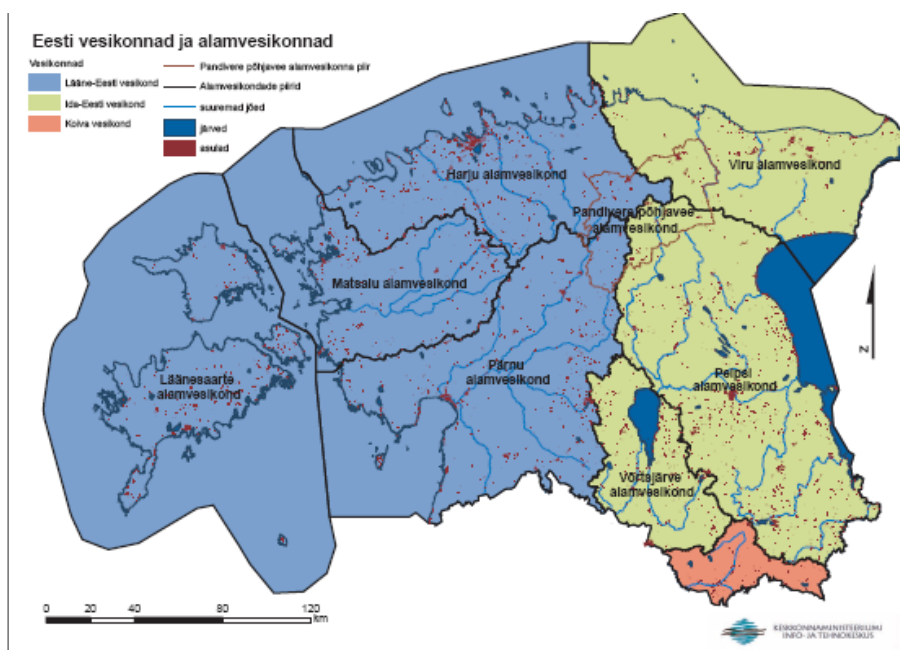 Eesti vesikonnad ja alamvesikonnad
Vesikonnad
Lääne-Eesti vesikond
Ida-Eesti vesikond
Koiva vesikond
Pandivere põhjavee alamvesikonna piir
Alamvesikondade piirid
suuremad jõed
järved
asulad
Harju alamvesikond
Viru alamvesikond
Pandivere põhjavee
alamvesikond
Matsalu alamvesikond
Läänesaarte
alamvesikond
Pärnu
alamvesikond
Peipsi
alamvesikond
Võrtsjärve
alamvesikond
N
0 20 40 80 120
km
KESKKONNAMINISTEERIUMI
INFO- JA TEHNOKESKUS